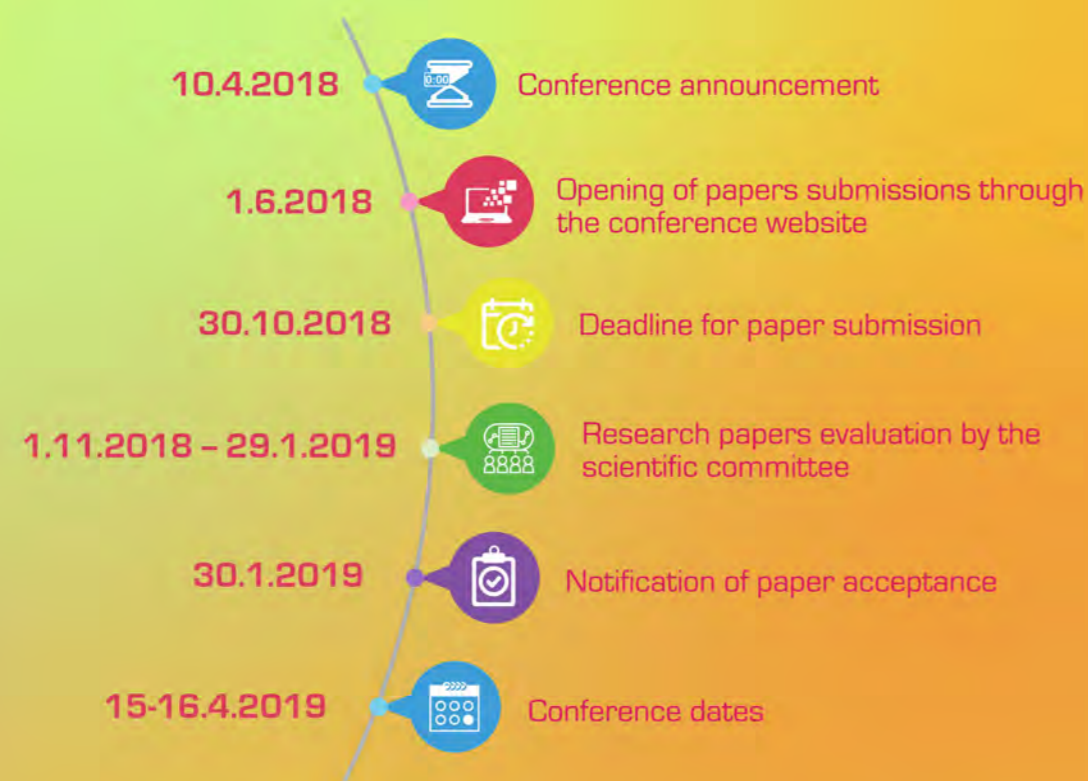 10.4.2018
0:00
Conference announcement
1.6.2018
Opening of papers submissions through
the conference website
30.10.2018
Deadline for paper submission
1.11.2018 – 29.1.2019
Research papers evaluation by the
scientific committee
30.1.2019
Notification of paper acceptance
15-16.4.2019
Conference dates